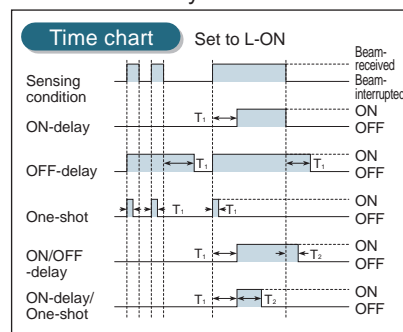 Time chart Set to L-ON
Beam-
received
Sensing
condition
Beam-
interrupted
ON-delay
T₁
ON
OFF
OFF-delay
T₁ T₁
ON
OFF
One-shot
T₁ T₁
ON
OFF
ON/OFF
-delay
T₁ T₂
ON
OFF
ON-delay/
One-shot
T₁ T₂
ON
OFF